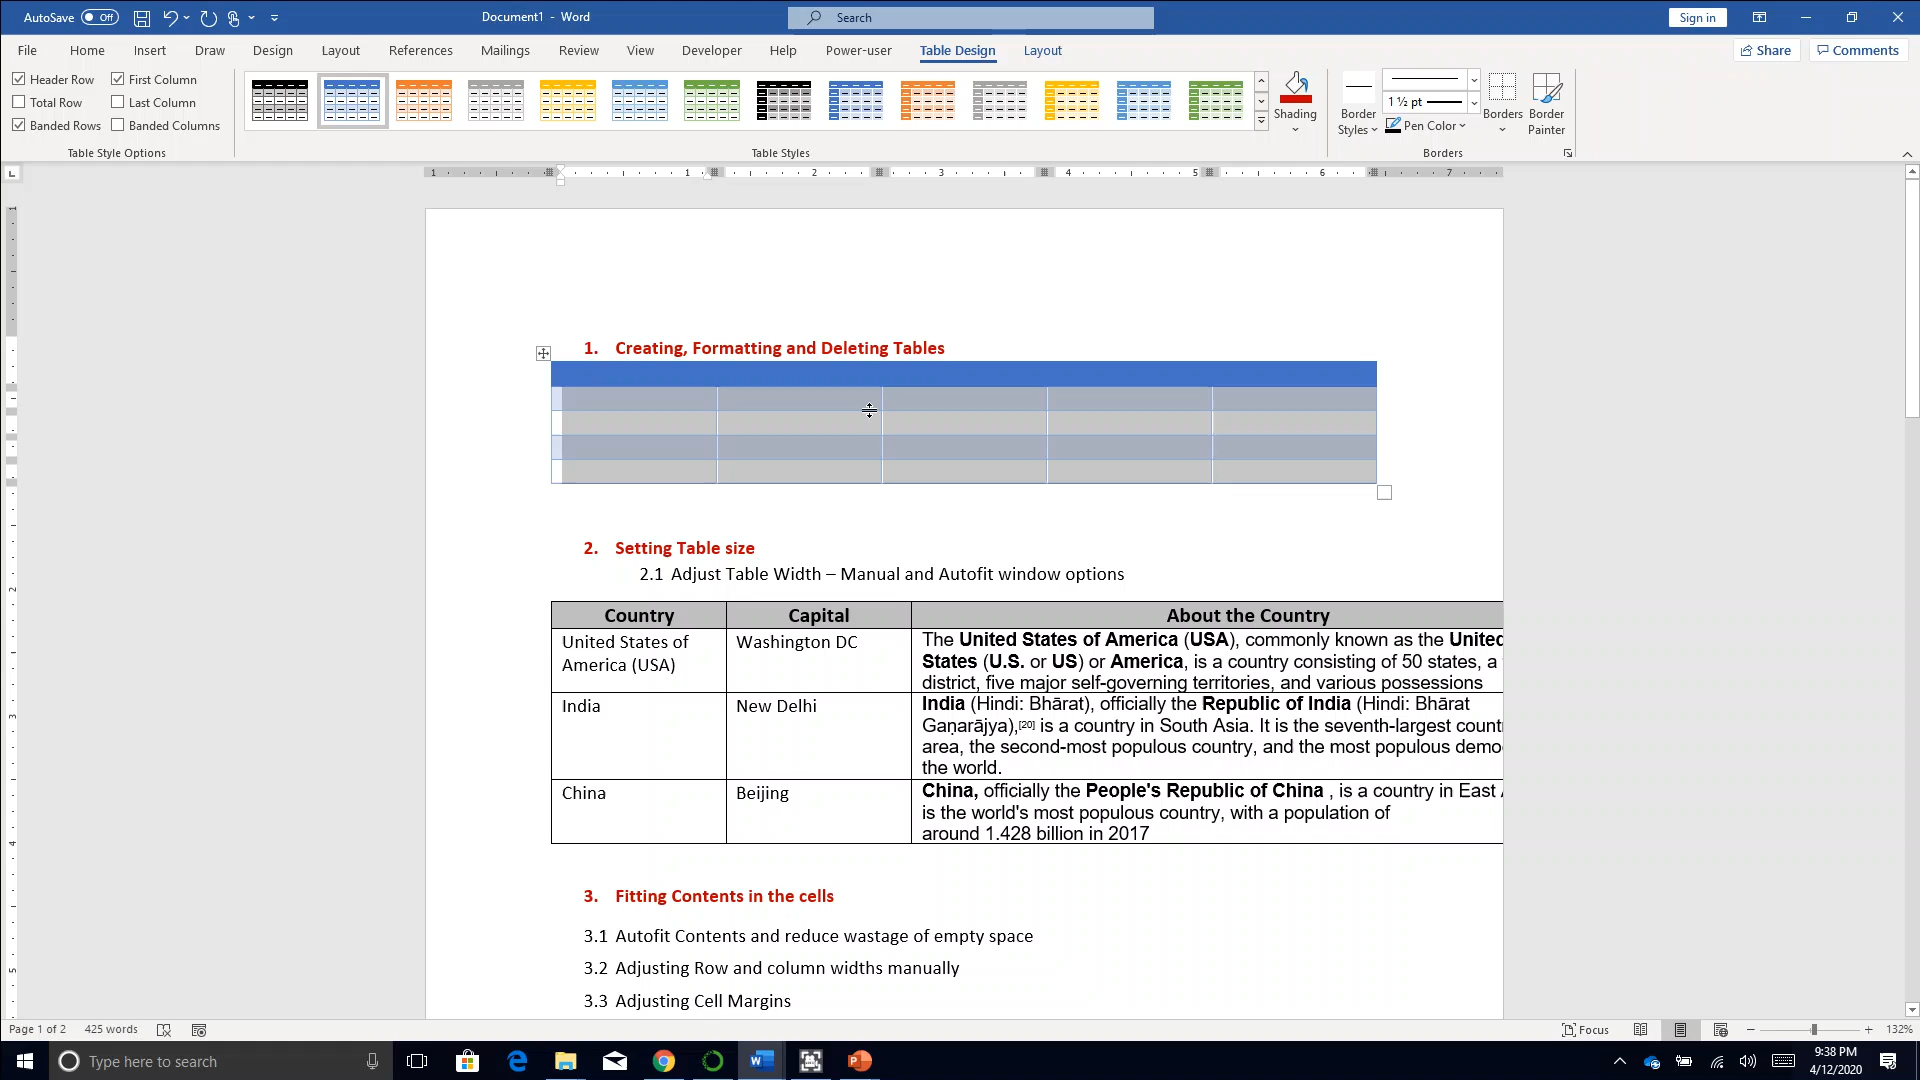 AutoSave Off Document1 - Word Search Sign in
File Home Insert Draw Design Layout References Mailings Review View Developer Help Power-user Table Design Layout Share Comments
Header Row First Column
Total Row Last Column
Banded Rows Banded Columns
Table Style Options
Table Styles
Shading
Border Styles
1 ½ pt
Pen Color
Borders
Border Painter
Borders
1 1 2 3 4 5 6 7
1. Creating, Formatting and Deleting Tables
2. Setting Table size
2.1 Adjust Table Width – Manual and Autofit window options
Country Capital About the Country
United States of America (USA) Washington DC The United States of America (USA), commonly known as the United
States (U.S. or US) or America, is a country consisting of 50 states, a
district, five major self-governing territories, and various possessions
India New Delhi India (Hindi: Bhārat), officially the Republic of India (Hindi: Bhārat
Gaṇarājya),[20] is a country in South Asia. It is the seventh-largest countr
area, the second-most populous country, and the most populous demo
the world.
China Beijing China, officially the People's Republic of China , is a country in East
is the world's most populous country, with a population of
around 1.428 billion in 2017
3. Fitting Contents in the cells
3.1 Autofit Contents and reduce wastage of empty space
3.2 Adjusting Row and column widths manually
3.3 Adjusting Cell Margins
Page 1 of 2 425 words Focus 132%
Type here to search
9:38 PM
4/12/2020